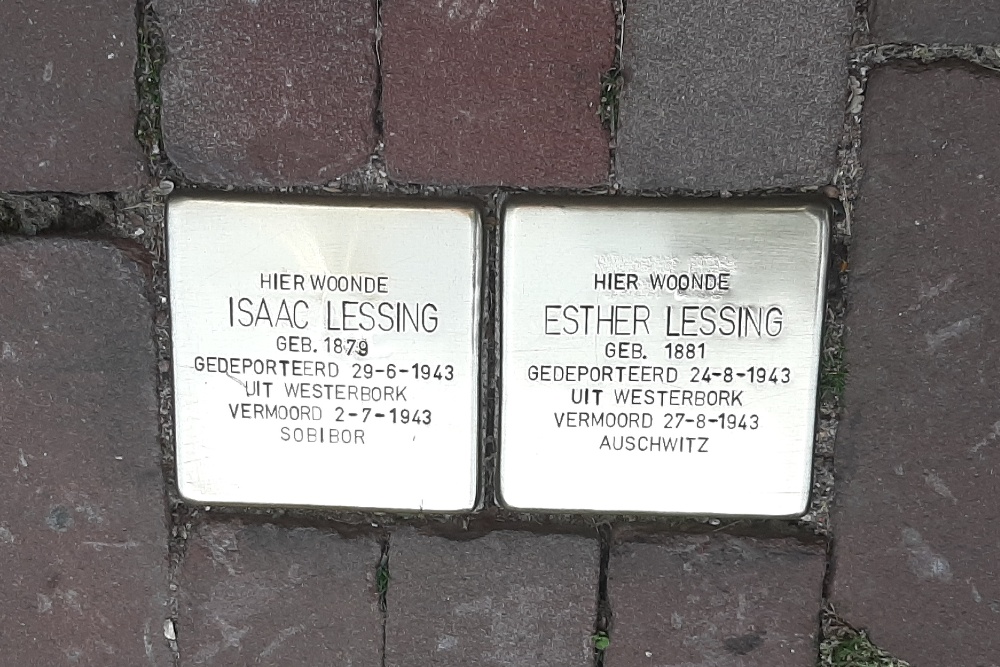 HIER WOONDE
ISAAC LESSING
GEB. 1879
GEDEPORTEERD 29-6-1943
UIT WESTERBORK
VERMOORD 2-7-1943
SOBIBOR
HIER WOONDE
ESTHER LESSING
GEB. 1881
GEDEPORTEERD 24-8-1943
UIT WESTERBORK
VERMOORD 27-8-1943
AUSCHWITZ